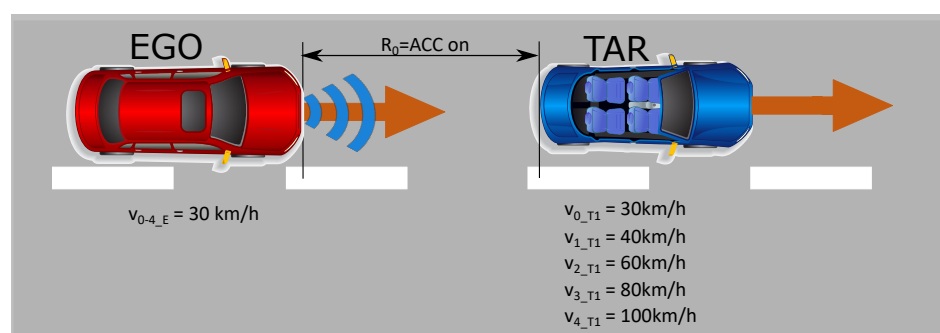 EGO
R₀=ACC on
TAR
v₀₋₄_E = 30 km/h
v₀_T1 = 30km/h
v₁_T1 = 40km/h
v₂_T1 = 60km/h
v₃_T1 = 80km/h
v₄_T1 = 100km/h